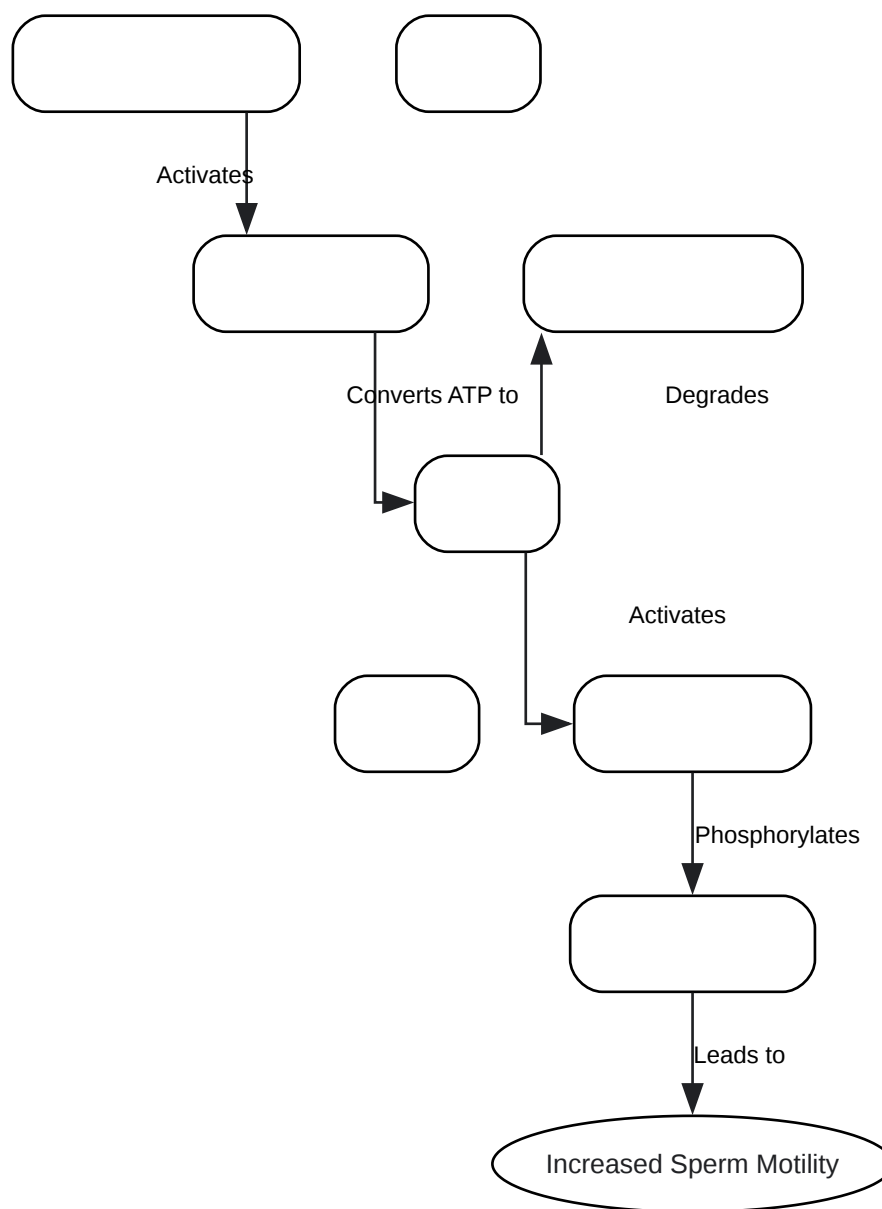 Activates
Converts ATP to
Degrades
Activates
Phosphorylates
Leads to
Increased Sperm Motility